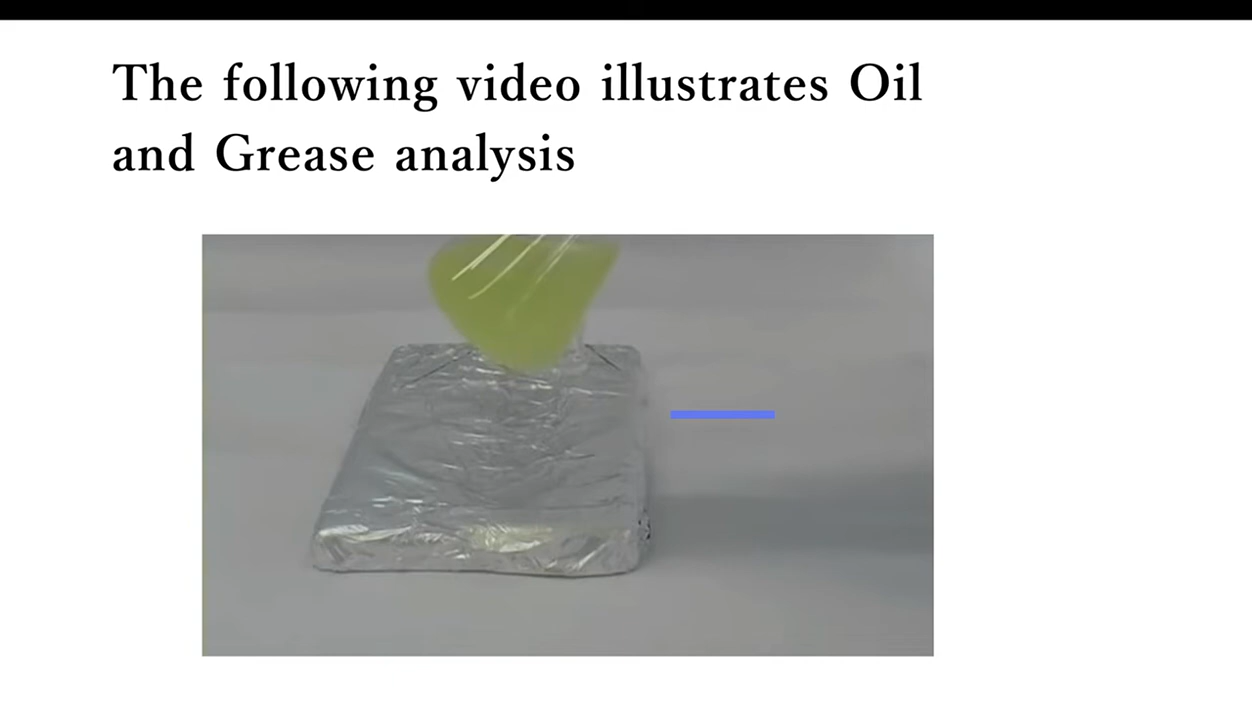 The following video illustrates Oil
and Grease analysis